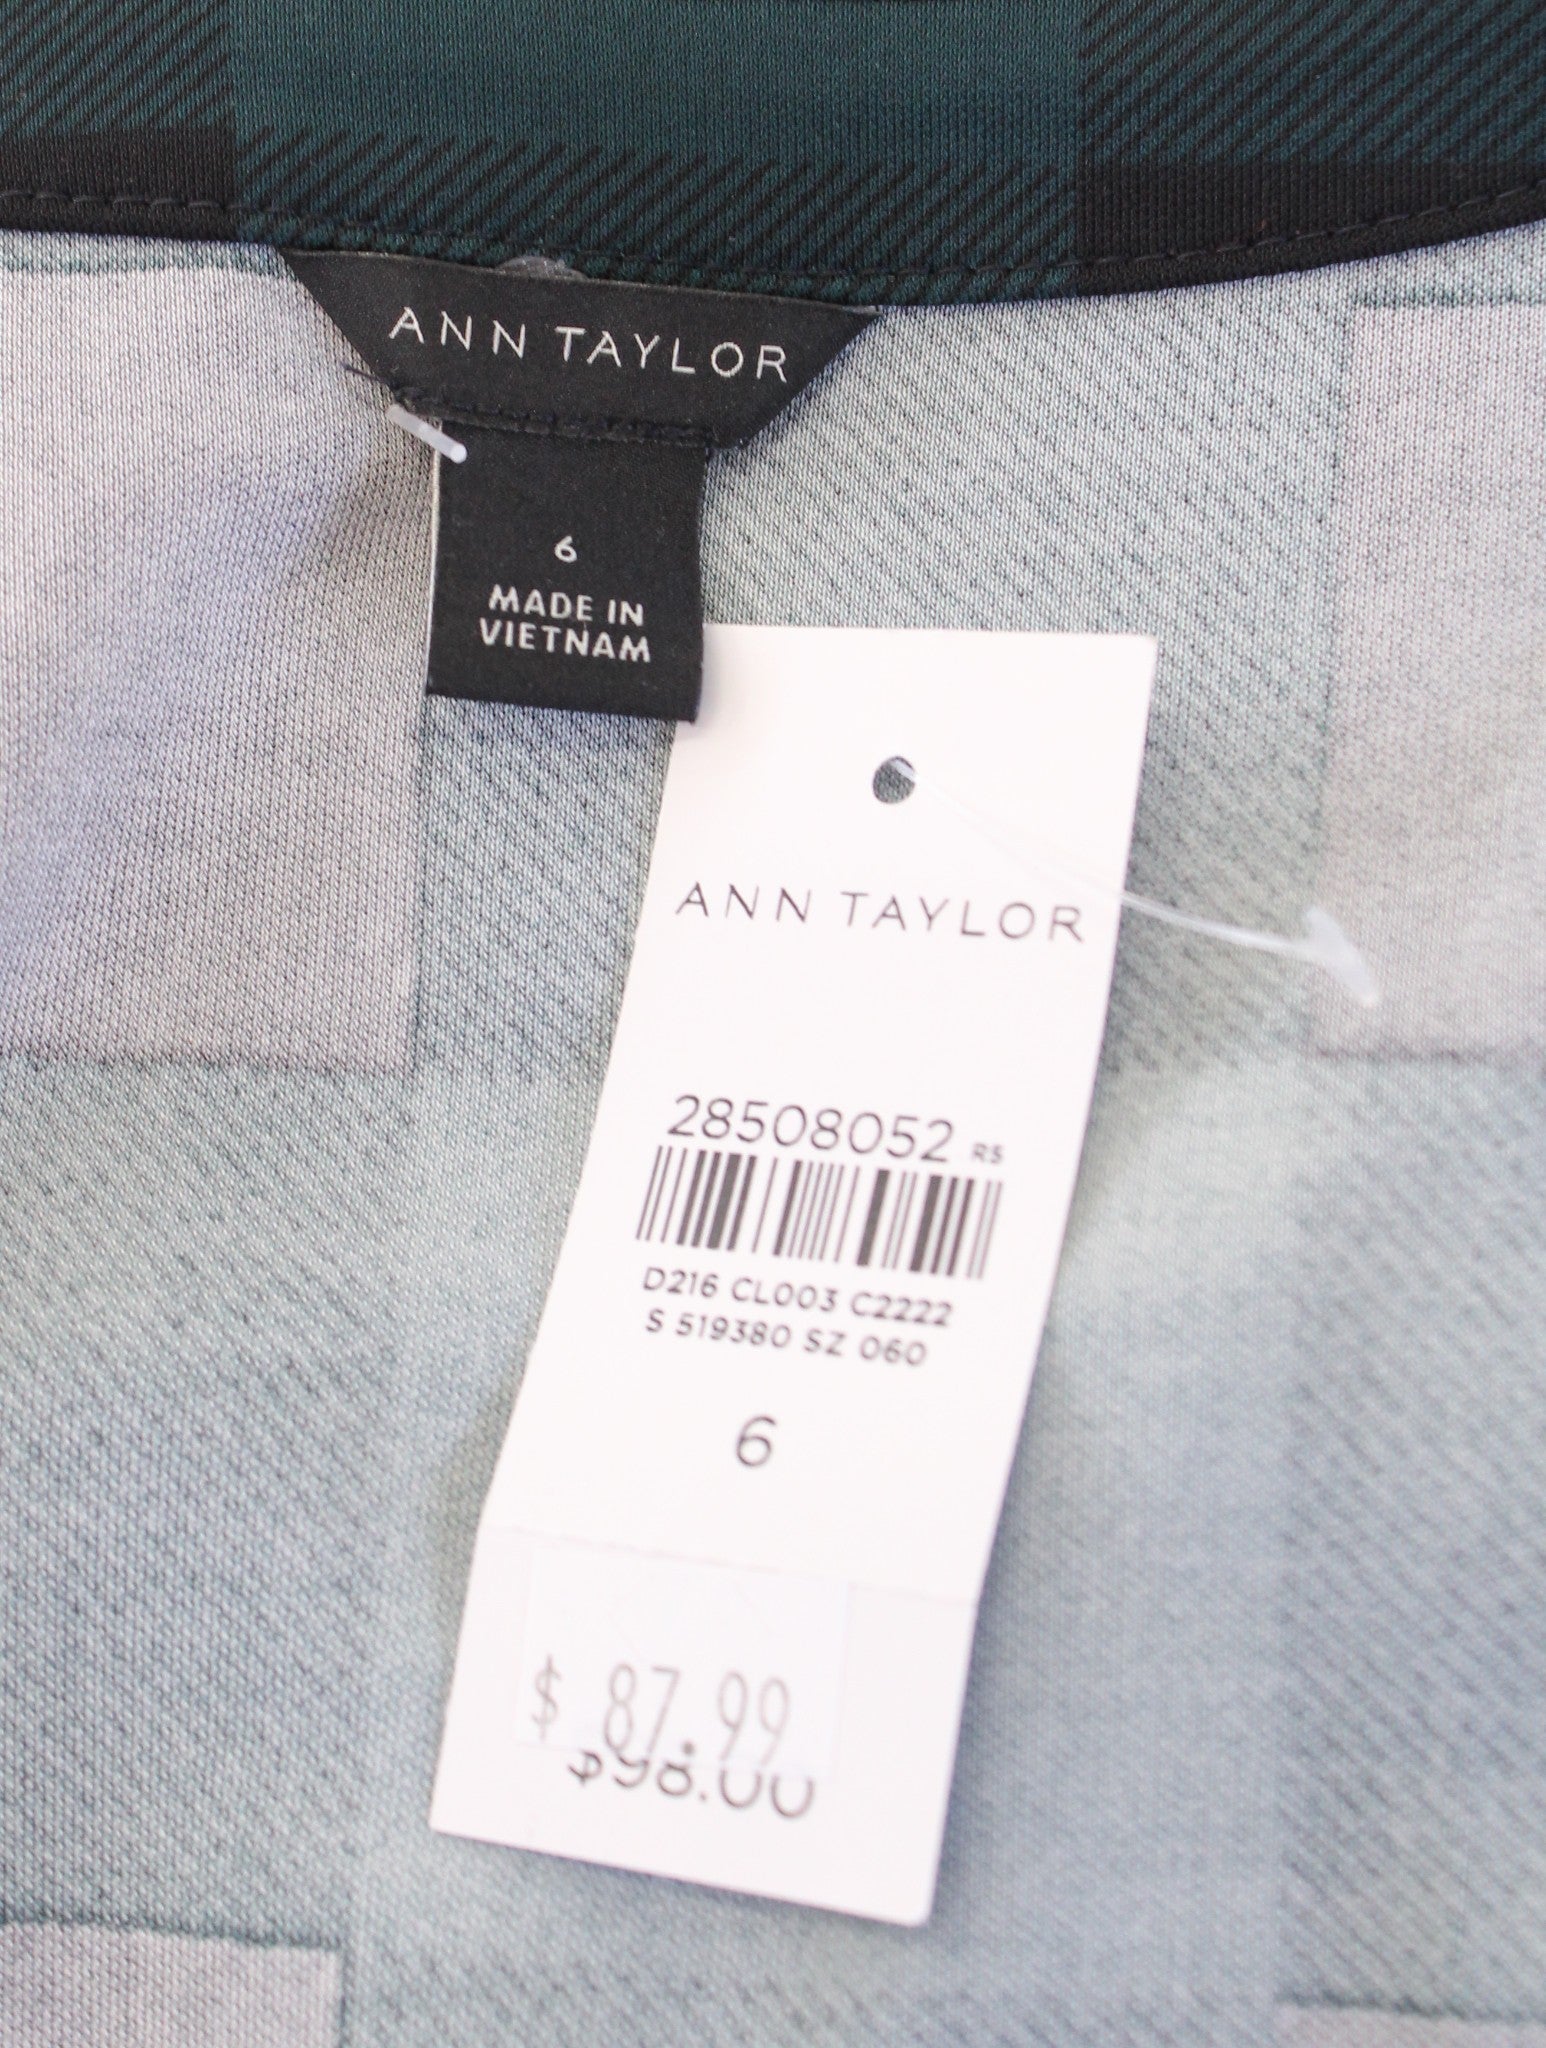 ANN TAYLOR
6
MADE IN
VIETNAM
ANN TAYLOR
28508052 R5
D216 CL003 C2222
S 519380 SZ 060
6
$ 87.99
$98.00